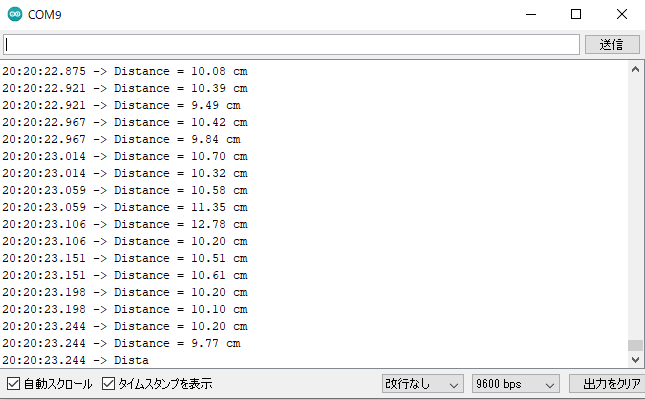 COM9
送信
20:20:22.875 -> Distance = 10.08 cm
20:20:22.921 -> Distance = 10.39 cm
20:20:22.921 -> Distance = 9.49 cm
20:20:22.967 -> Distance = 10.42 cm
20:20:22.967 -> Distance = 9.84 cm
20:20:23.014 -> Distance = 10.70 cm
20:20:23.014 -> Distance = 10.32 cm
20:20:23.059 -> Distance = 10.58 cm
20:20:23.059 -> Distance = 11.35 cm
20:20:23.106 -> Distance = 12.78 cm
20:20:23.106 -> Distance = 10.20 cm
20:20:23.151 -> Distance = 10.51 cm
20:20:23.151 -> Distance = 10.61 cm
20:20:23.198 -> Distance = 10.20 cm
20:20:23.198 -> Distance = 10.10 cm
20:20:23.244 -> Distance = 10.20 cm
20:20:23.244 -> Distance = 9.77 cm
20:20:23.244 -> Dista
自動スクロール タイムスタンプを表示 改行なし 9600 bps 出力をクリア